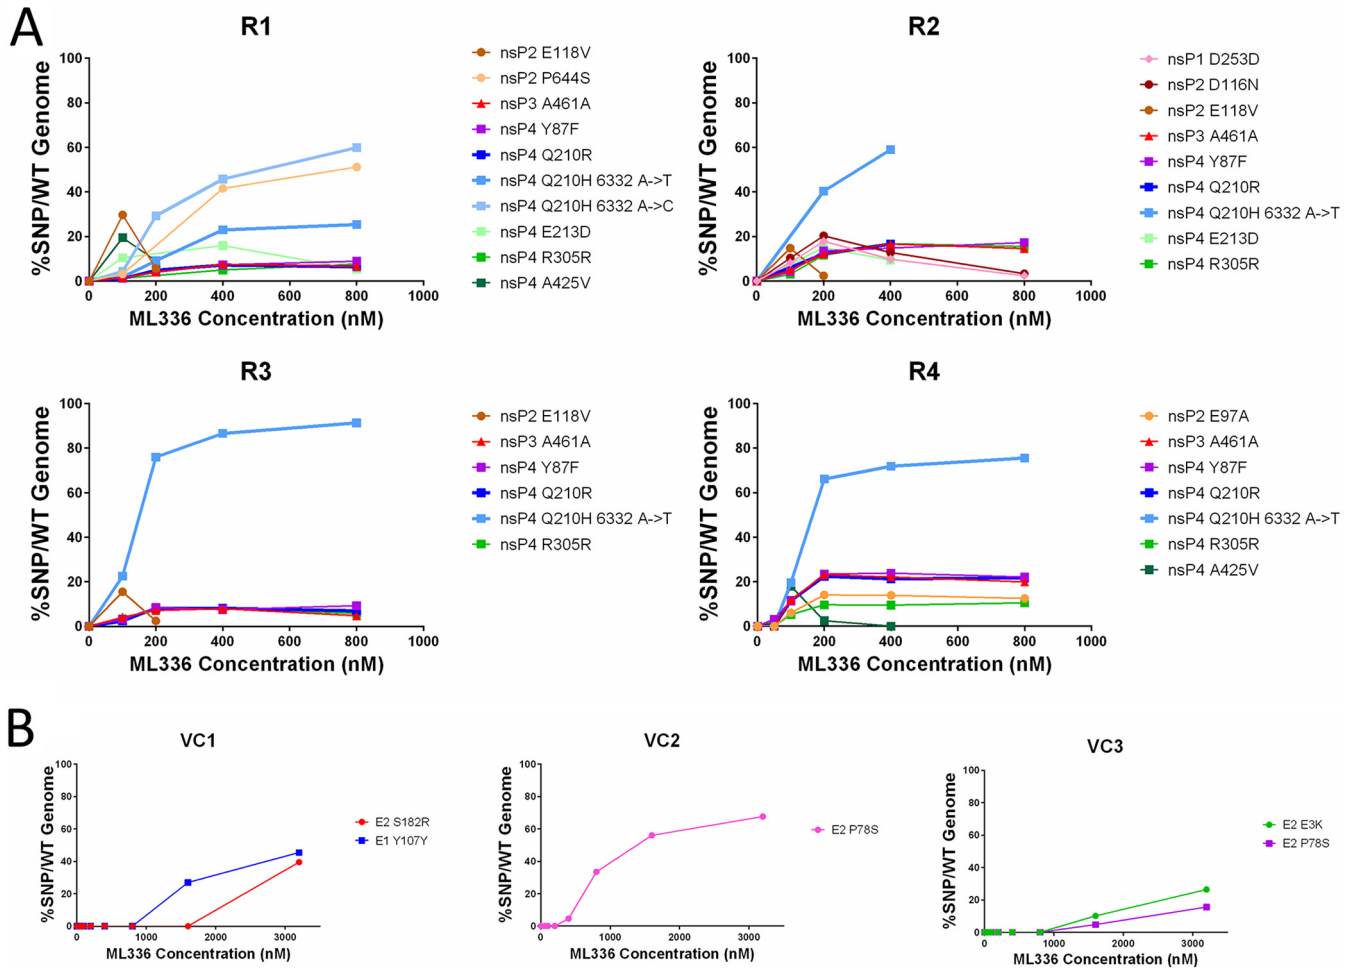 A
R1
%SNP/WT Genome
100
80
60
40
20
0
0 200 400 600 800 1000
ML336 Concentration (nM)
nsP2 E118V
nsP2 P644S
nsP3 A461A
nsP4 Y87F
nsP4 Q210R
nsP4 Q210H 6332 A->T
nsP4 Q210H 6332 A->C
nsP4 E213D
nsP4 R305R
nsP4 A425V
R2
%SNP/WT Genome
100
80
60
40
20
0
0 200 400 600 800 1000
ML336 Concentration (nM)
nsP1 D253D
nsP2 D116N
nsP2 E118V
nsP3 A461A
nsP4 Y87F
nsP4 Q210R
nsP4 Q210H 6332 A->T
nsP4 E213D
nsP4 R305R
R3
%SNP/WT Genome
100
80
60
40
20
0
0 200 400 600 800 1000
ML336 Concentration (nM)
nsP2 E118V
nsP3 A461A
nsP4 Y87F
nsP4 Q210R
nsP4 Q210H 6332 A->T
nsP4 R305R
R4
%SNP/WT Genome
100
80
60
40
20
0
0 200 400 600 800 1000
ML336 Concentration (nM)
nsP2 E97A
nsP3 A461A
nsP4 Y87F
nsP4 Q210R
nsP4 Q210H 6332 A->T
nsP4 R305R
nsP4 A425V
B
VC1
%SNP/WT Genome
100
80
60
40
20
0
0 1000 2000 3000
ML336 Concentration (nM)
E2 S182R
E1 Y107Y
VC2
%SNP/WT Genome
100
80
60
40
20
0
0 1000 2000 3000
ML336 Concentration (nM)
E2 P78S
VC3
%SNP/WT Genome
100
80
60
40
20
0
0 1000 2000 3000
ML336 Concentration (nM)
E2 E3K
E2 P78S